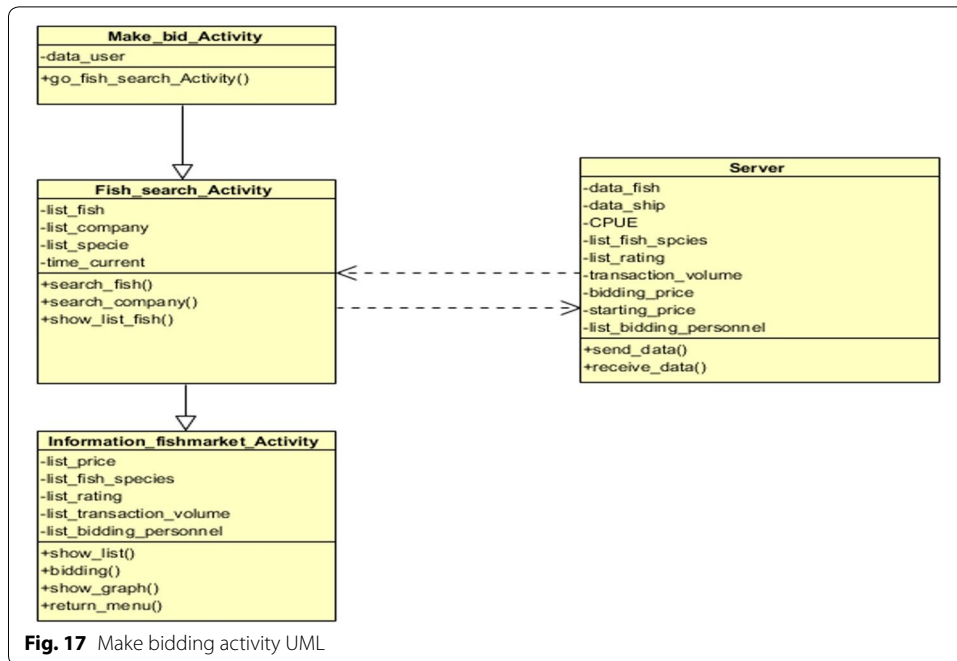 Make_bid_Activity
-data_user
+go_fish_search_Activity()
Fish_search_Activity
-list_fish
-list_company
-list_specie
-time_current
+search_fish()
+search_company()
+show_list_fish()
Server
-data_fish
-data_ship
-CPUE
-list_fish_spcies
-list_rating
-transaction_volume
-bidding_price
-starting_price
-list_bidding_personnel
+send_data()
+receive_data()
Information_fishmarket_Activity
-list_price
-list_fish_species
-list_rating
-list_transaction_volume
-list_bidding_personnel
+show_list()
+bidding()
+show_graph()
+return_menu()
Fig. 17 Make bidding activity UML